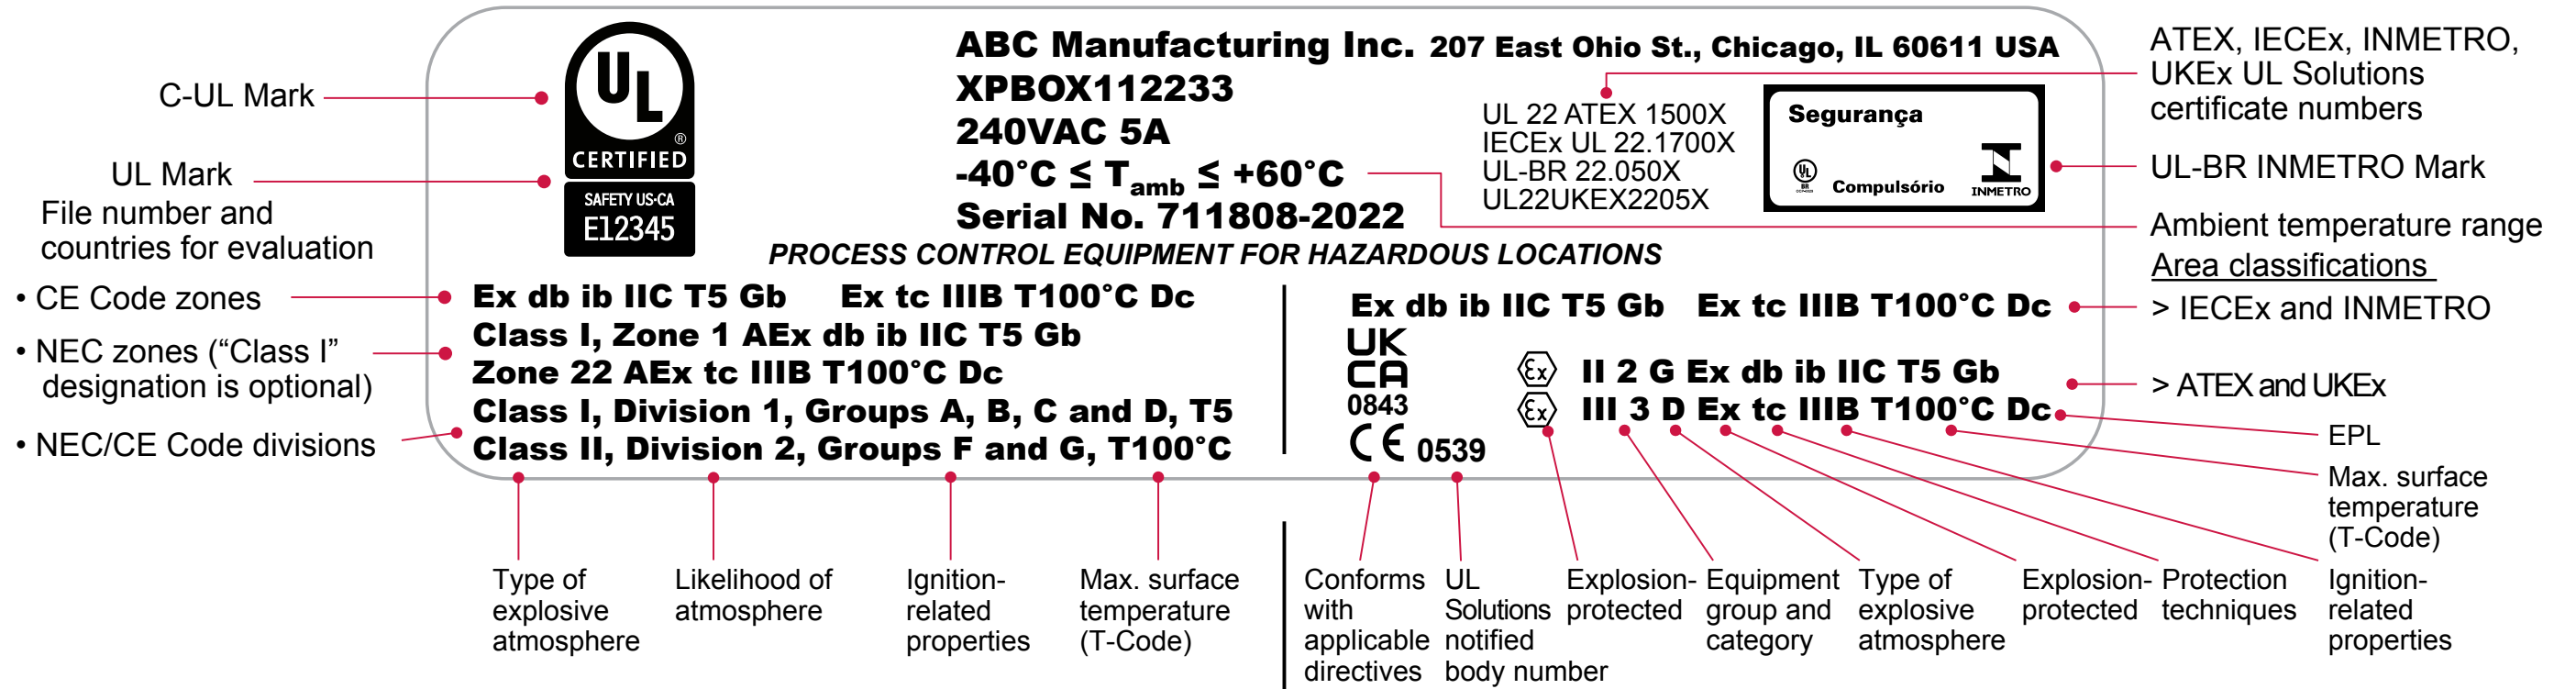 C-UL Mark
UL Mark
File number and
countries for evaluation
• CE Code zones
• NEC zones (“Class I”
designation is optional)
• NEC/CE Code divisions
UL
®
CERTIFIED
SAFETY US-CA
E12345
ABC Manufacturing Inc. 207 East Ohio St., Chicago, IL 60611 USA
XPBOX112233
240VAC 5A
-40°C ≤ Tamb ≤ +60°C
Serial No. 711808-2022
UL 22 ATEX 1500X
IECEx UL 22.1700X
UL-BR 22.050X
UL22UKEX2205X
Segurança
UL
BR
Compulsório
INMETRO
PROCESS CONTROL EQUIPMENT FOR HAZARDOUS LOCATIONS
Ex db ib IIC T5 Gb Ex tc IIIB T100°C Dc
Class I, Zone 1 AEx db ib IIC T5 Gb
Zone 22 AEx tc IIIB T100°C Dc
Class I, Division 1, Groups A, B, C and D, T5
Class II, Division 2, Groups F and G, T100°C
Ex db ib IIC T5 Gb Ex tc IIIB T100°C Dc
UK
CA
0843
CE 0539
Ex II 2 G Ex db ib IIC T5 Gb
Ex III 3 D Ex tc IIIB T100°C Dc
ATEX, IECEx, INMETRO,
UKEx UL Solutions
certificate numbers
UL-BR INMETRO Mark
Ambient temperature range
Area classifications
> IECEx and INMETRO
> ATEX and UKEx
EPL
Max. surface
temperature
(T-Code)
Type of
explosive
atmosphere
Likelihood of
atmosphere
Ignition-
related
properties
Max. surface
temperature
(T-Code)
Conforms
with
applicable
directives
UL
Solutions
notified
body number
Explosion-
protected
Equipment
group and
category
Type of
explosive
atmosphere
Explosion-
protected
Protection
techniques
Ignition-
related
properties